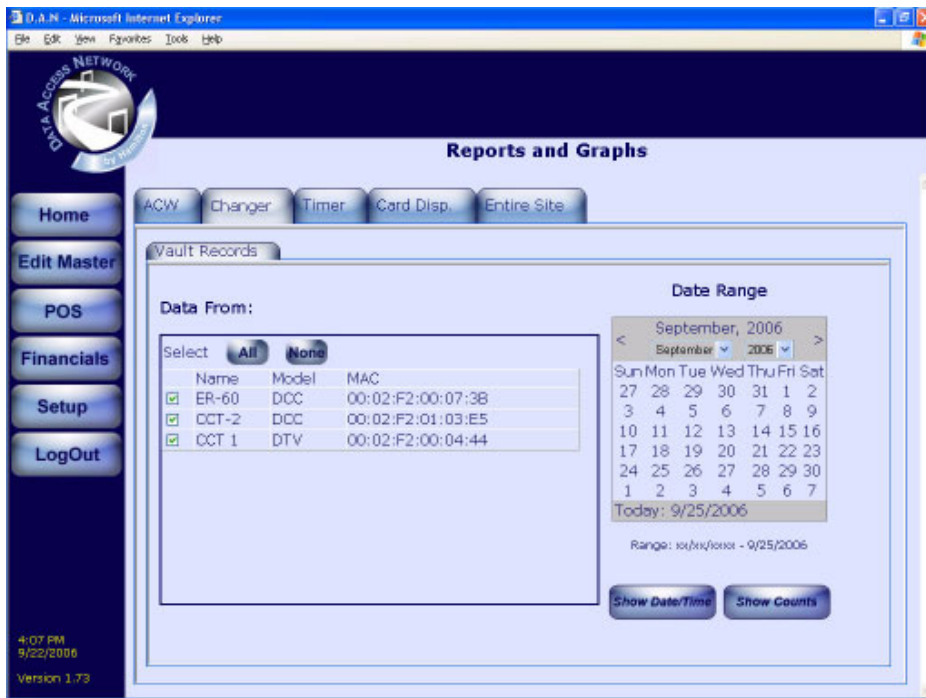 D.A.N - Microsoft Internet Explorer
File Edit View Favorites Tools Help
DATA ACCESS NETWORK
by Hamilton
Reports and Graphs
Home
Edit Master
POS
Financials
Setup
LogOut
4:07 PM
9/22/2006
Version 1.73
ACW Changer Timer Card Disp. Entire Site
Vault Records
Data From:
Select All None
Name Model MAC
ER-60 DCC 00:02:F2:00:07:3B
CCT-2 DCC 00:02:F2:01:03:E5
CCT 1 DTV 00:02:F2:00:04:44
Date Range
< September, 2006 >
September 2006
Sun Mon Tue Wed Thu Fri Sat
27 28 29 30 31 1 2
3 4 5 6 7 8 9
10 11 12 13 14 15 16
17 18 19 20 21 22 23
24 25 26 27 28 29 30
1 2 3 4 5 6 7
Today: 9/25/2006
Range: xx/xx/xxxx - 9/25/2006
Show Date/Time Show Counts